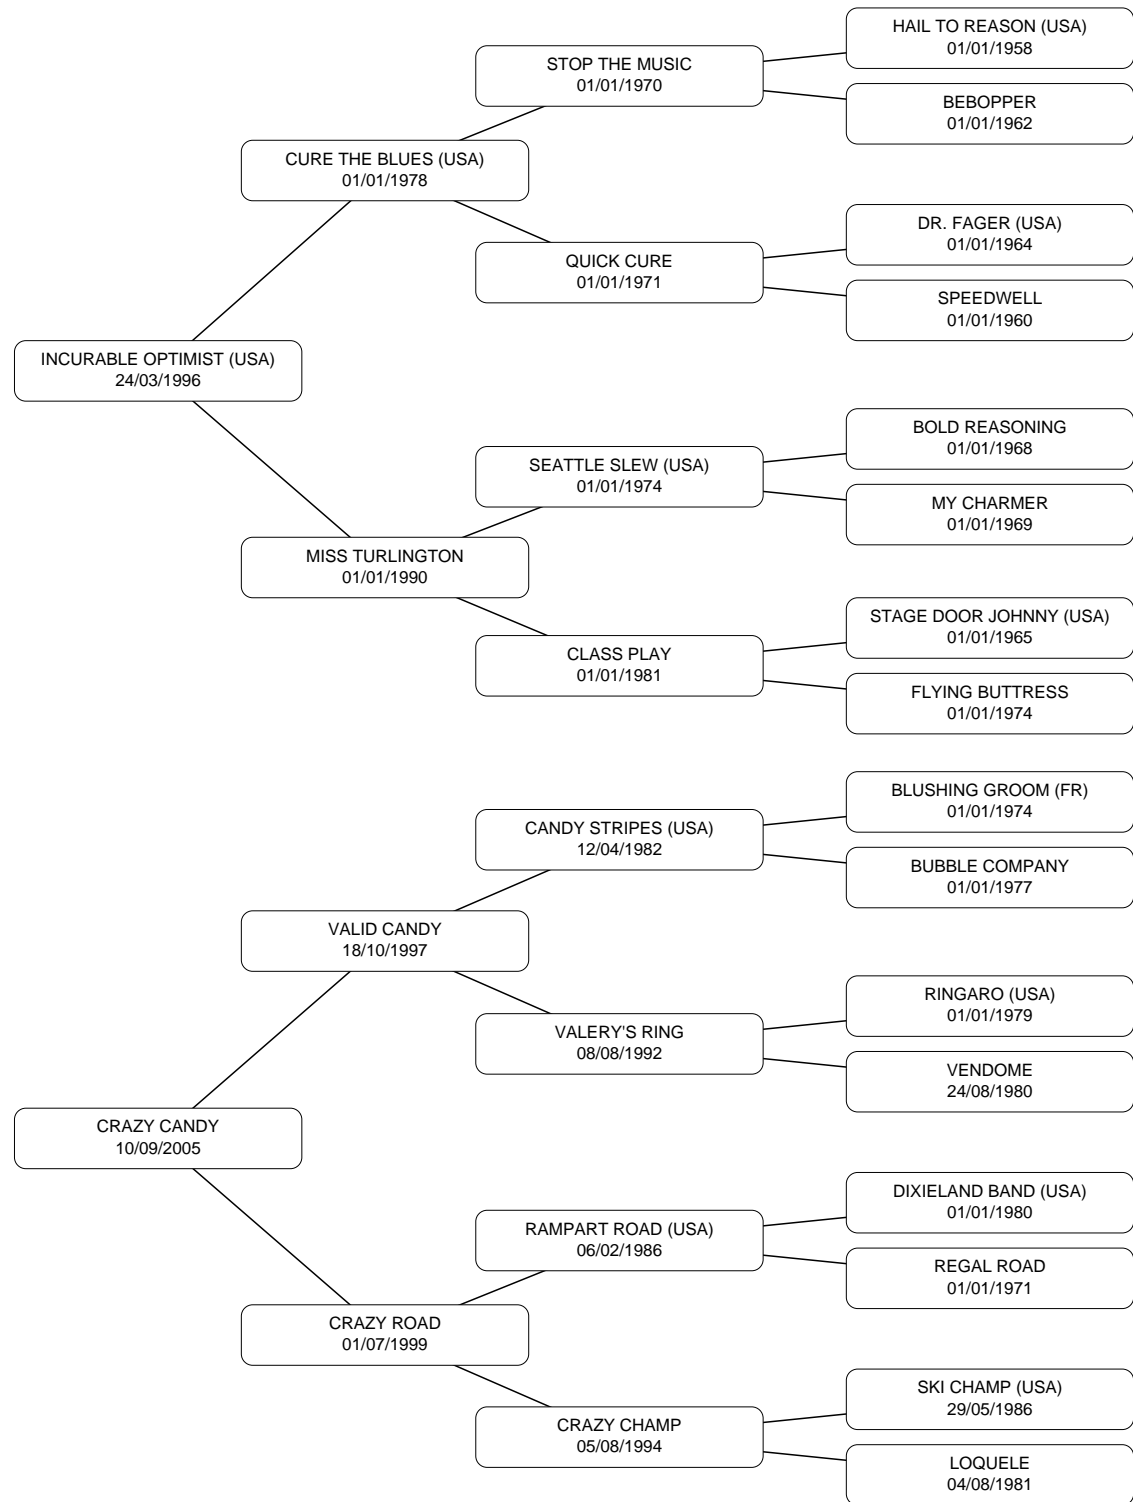 HAIL TO REASON (USA)
01/01/1958
STOP THE MUSIC
01/01/1970
BEBOPPER
01/01/1962
CURE THE BLUES (USA)
01/01/1978
DR. FAGER (USA)
01/01/1964
QUICK CURE
01/01/1971
SPEEDWELL
01/01/1960
INCURABLE OPTIMIST (USA)
24/03/1996
BOLD REASONING
01/01/1968
SEATTLE SLEW (USA)
01/01/1974
MY CHARMER
01/01/1969
MISS TURLINGTON
01/01/1990
STAGE DOOR JOHNNY (USA)
01/01/1965
CLASS PLAY
01/01/1981
FLYING BUTTRESS
01/01/1974
BLUSHING GROOM (FR)
01/01/1974
CANDY STRIPES (USA)
12/04/1982
BUBBLE COMPANY
01/01/1977
VALID CANDY
18/10/1997
RINGARO (USA)
01/01/1979
VALERY'S RING
08/08/1992
VENDOME
24/08/1980
CRAZY CANDY
10/09/2005
DIXIELAND BAND (USA)
01/01/1980
RAMPART ROAD (USA)
06/02/1986
REGAL ROAD
01/01/1971
CRAZY ROAD
01/07/1999
SKI CHAMP (USA)
29/05/1986
CRAZY CHAMP
05/08/1994
LOQUELE
04/08/1981